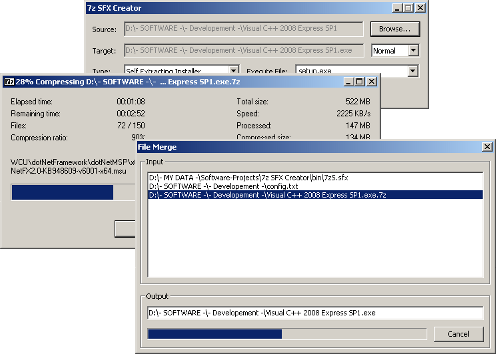 7z SFX Creator
Source: D:\- SOFTWARE -\- Developement -\Visual C++ 2008 Express SP1 Browse...
Target: D:\- SOFTWARE -\- Developement -\Visual C++ 2008 Express SP1.exe Normal
Type: Self Extracting Installer Execute File: setup.exe
28% Compressing D:\- SOFTWARE -\- ... Express SP1.exe.7z
Elapsed time: 00:01:08 Total size: 522 MB
Remaining time: 00:02:52 Speed: 2225 KB/s
Files: 72 / 150 Processed: 147 MB
Compression ratio: 90% Compressed size: 134 MB
WCU\dotNetFramework\dotNetMSP\x
NetFX2.0-KB948609-v6001-x64.msu
File Merge
Input
D:\- MY DATA -\Software-Projects\7z SFX Creator\bin\7zS.sfx
D:\- SOFTWARE -\- Developement -\config.txt
D:\- SOFTWARE -\- Developement -\Visual C++ 2008 Express SP1.exe.7z
Output
D:\- SOFTWARE -\- Developement -\Visual C++ 2008 Express SP1.exe
Cancel